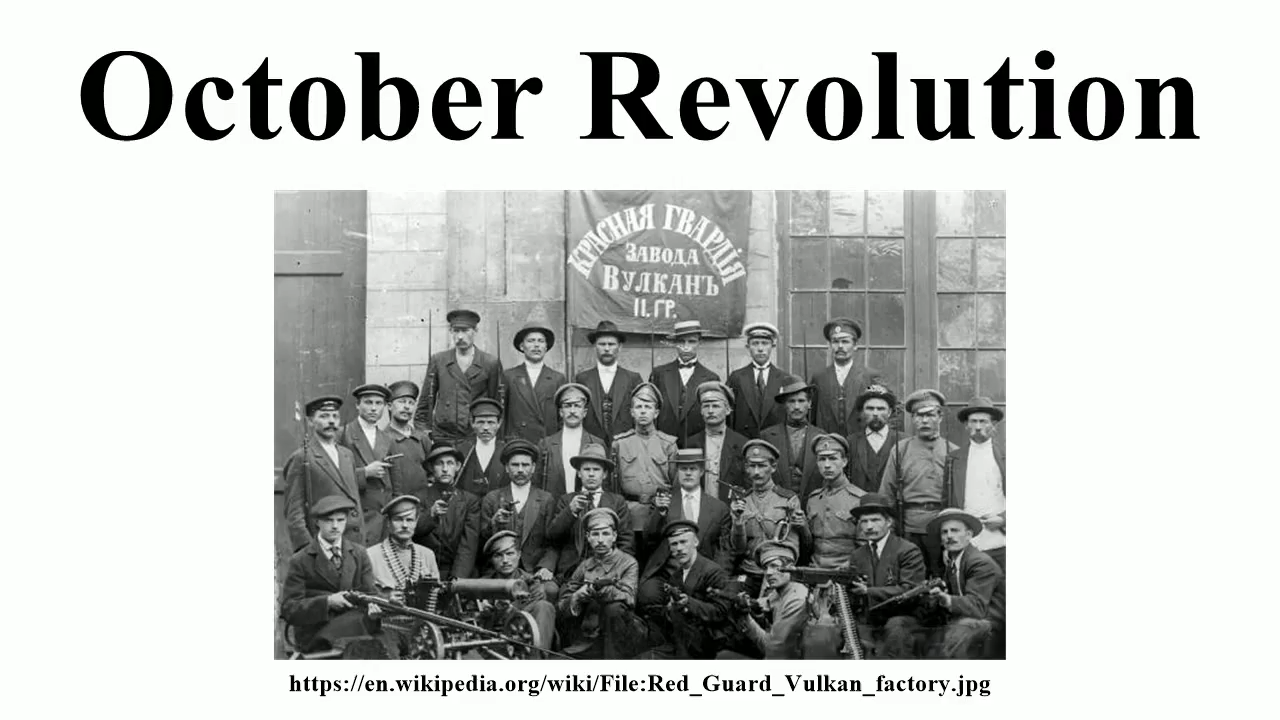 October Revolution
КРАСНАЯ ГВАРДІЯ
ЗАВОДА
ВУЛКАНЪ
II. ГР.
https://en.wikipedia.org/wiki/File:Red_Guard_Vulkan_factory.jpg